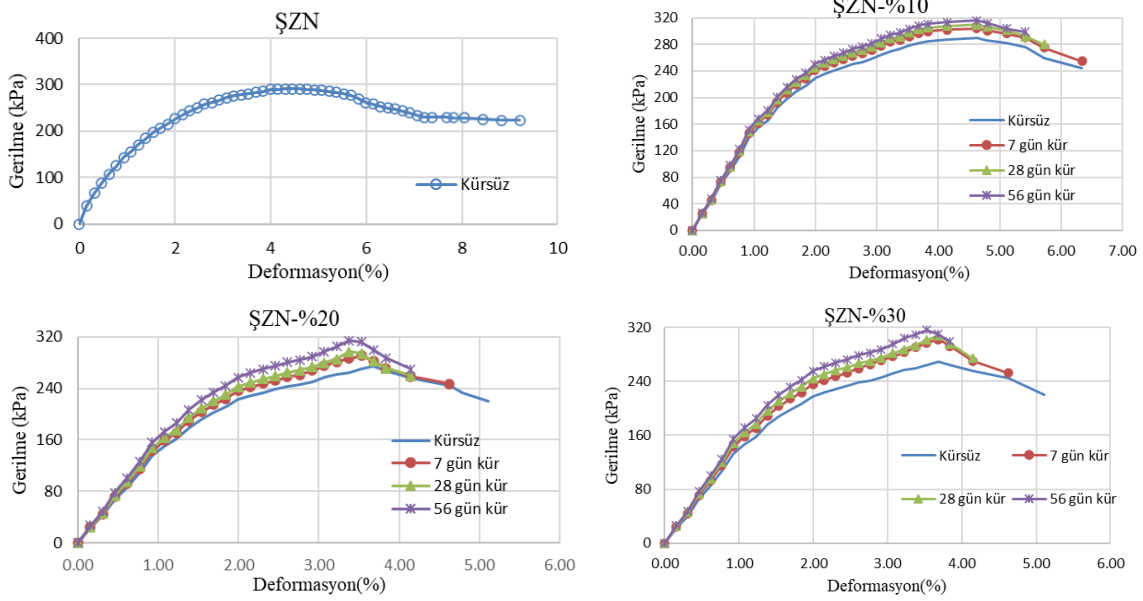 ŞZN
400
300
200
100
0
Gerilme (kPa)
Kürsüz
0 2 4 6 8 10
Deformasyon(%)
ŞZN-%10
320
280
240
200
160
120
80
40
0
Gerilme (kPa)
Kürsüz
7 gün kür
28 gün kür
56 gün kür
0.00 1.00 2.00 3.00 4.00 5.00 6.00 7.00
Deformasyon(%)
ŞZN-%20
320
240
160
80
0
Gerilme (kPa)
Kürsüz
7 gün kür
28 gün kür
56 gün kür
0.00 1.00 2.00 3.00 4.00 5.00 6.00
Deformasyon(%)
ŞZN-%30
320
240
160
80
0
Gerilme (kPa)
Kürsüz 7 gün kür
28 gün kür 56 gün kür
0.00 1.00 2.00 3.00 4.00 5.00 6.00
Deformasyon(%)